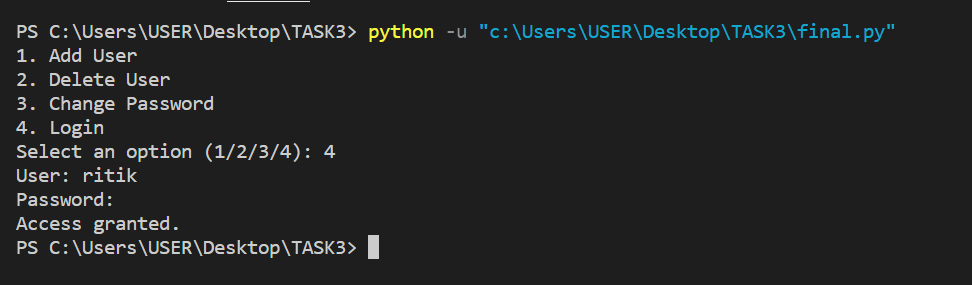 PS C:\Users\USER\Desktop\TASK3> python -u "c:\Users\USER\Desktop\TASK3\final.py"
1. Add User
2. Delete User
3. Change Password
4. Login
Select an option (1/2/3/4): 4
User: ritik
Password:
Access granted.
PS C:\Users\USER\Desktop\TASK3>